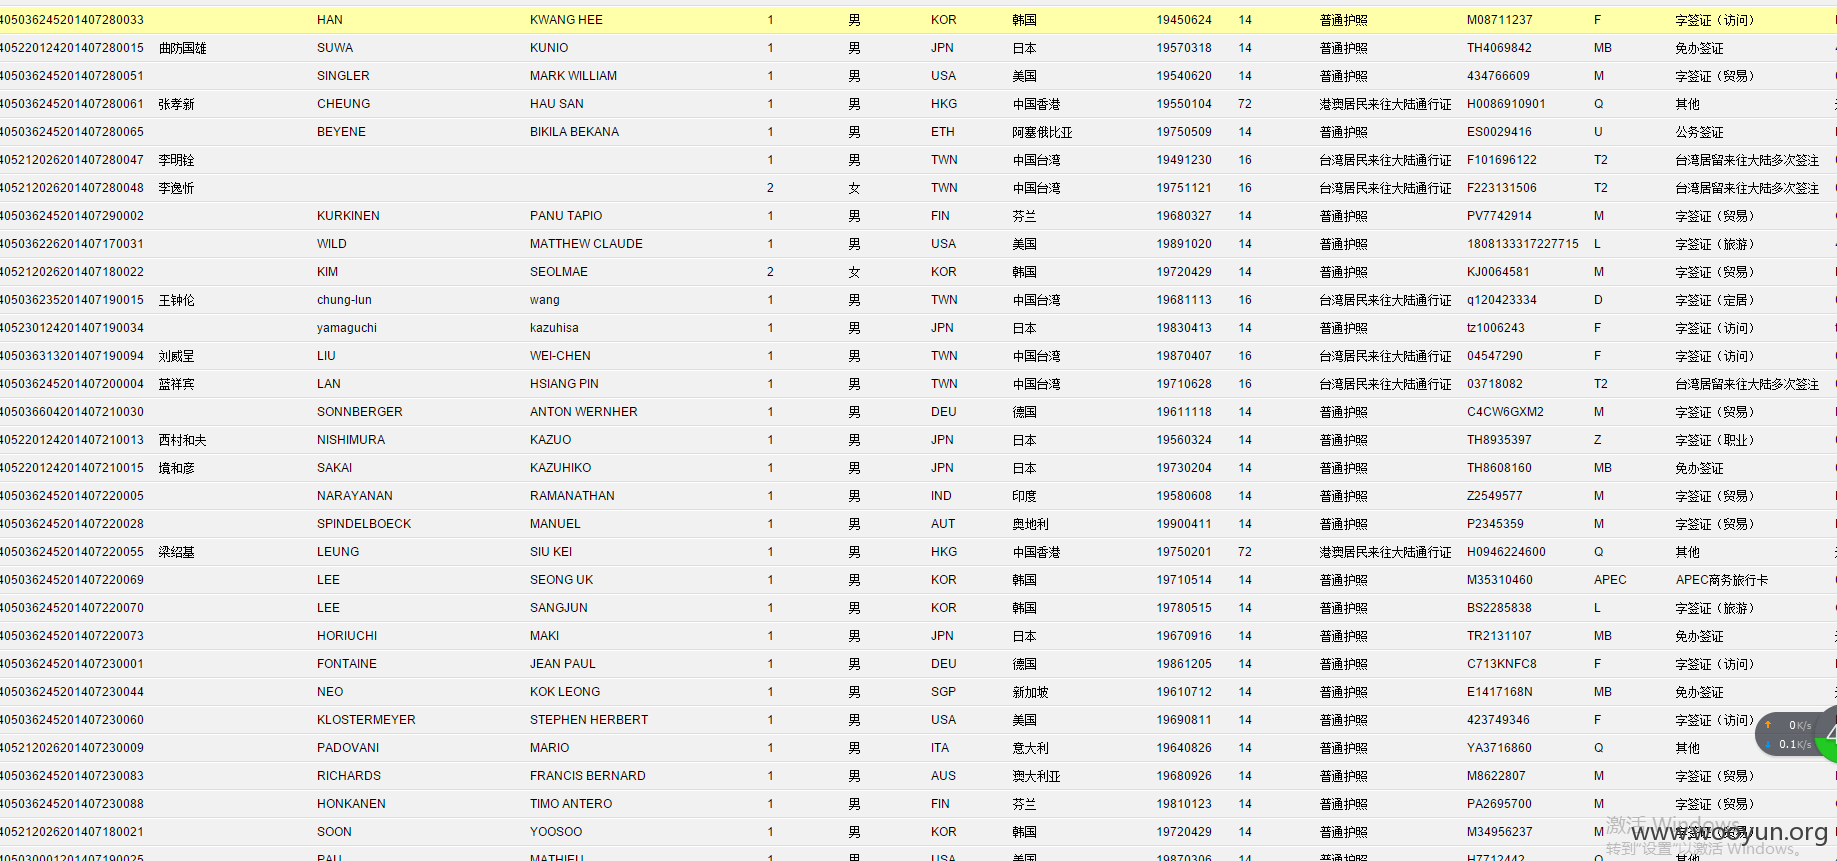 405036245201407280033 HAN KWANG HEE 1 男 KOR 韩国 19450624 14 普通护照 M08711237 F 字签证（访问）
405220124201407280015 曲防国雄 SUWA KUNIO 1 男 JPN 日本 19570318 14 普通护照 TH4069842 MB 免办签证
405036245201407280051 SINGLER MARK WILLIAM 1 男 USA 美国 19540620 14 普通护照 434766609 M 字签证（贸易）
405036245201407280061 张孝新 CHEUNG HAU SAN 1 男 HKG 中国香港 19550104 72 港澳居民来往大陆通行证 H0086910901 Q 其他
405036245201407280065 BEYENE BIKILA BEKANA 1 男 ETH 阿塞俄比亚 19750509 14 普通护照 ES0029416 U 公务签证
405212026201407280047 李明铨 1 男 TWN 中国台湾 19491230 16 台湾居民来往大陆通行证 F101696122 T2 台湾居留来往大陆多次签注
405212026201407280048 李逸忻 2 女 TWN 中国台湾 19751121 16 台湾居民来往大陆通行证 F223131506 T2 台湾居留来往大陆多次签注
405036245201407290002 KURKINEN PANU TAPIO 1 男 FIN 芬兰 19680327 14 普通护照 PV7742914 M 字签证（贸易）
405036226201407170031 WILD MATTHEW CLAUDE 1 男 USA 美国 19891020 14 普通护照 1808133317227715 L 字签证（旅游）
405212026201407180022 KIM SEOLMAE 2 女 KOR 韩国 19720429 14 普通护照 KJ0064581 M 字签证（贸易）
405036235201407190015 王钟伦 chung-lun wang 1 男 TWN 中国台湾 19681113 16 台湾居民来往大陆通行证 q120423334 D 字签证（定居）
405230124201407190034 yamaguchi kazuhisa 1 男 JPN 日本 19830413 14 普通护照 tz1006243 F 字签证（访问）
405036313201407190094 刘威呈 LIU WEI-CHEN 1 男 TWN 中国台湾 19870407 16 台湾居民来往大陆通行证 04547290 F 字签证（访问）
405036245201407200004 蓝祥宾 LAN HSIANG PIN 1 男 TWN 中国台湾 19710628 16 台湾居民来往大陆通行证 03718082 T2 台湾居留来往大陆多次签注
405036604201407210030 SONNBERGER ANTON WERNHER 1 男 DEU 德国 19611118 14 普通护照 C4CW6GXM2 M 字签证（贸易）
405220124201407210013 西村和夫 NISHIMURA KAZUO 1 男 JPN 日本 19560324 14 普通护照 TH8935397 Z 字签证（职业）
405220124201407210015 境和彦 SAKAI KAZUHIKO 1 男 JPN 日本 19730204 14 普通护照 TH8608160 MB 免办签证
405036245201407220005 NARAYANAN RAMANATHAN 1 男 IND 印度 19580608 14 普通护照 Z2549577 M 字签证（贸易）
405036245201407220028 SPINDELBOECK MANUEL 1 男 AUT 奥地利 19900411 14 普通护照 P2345359 M 字签证（贸易）
405036245201407220055 梁绍基 LEUNG SIU KEI 1 男 HKG 中国香港 19750201 72 港澳居民来往大陆通行证 H0946224600 Q 其他
405036245201407220069 LEE SEONG UK 1 男 KOR 韩国 19710514 14 普通护照 M35310460 APEC APEC商务旅行卡
405036245201407220070 LEE SANGJUN 1 男 KOR 韩国 19780515 14 普通护照 BS2285838 L 字签证（旅游）
405036245201407220073 HORIUCHI MAKI 1 男 JPN 日本 19670916 14 普通护照 TR2131107 MB 免办签证
405036245201407230001 FONTAINE JEAN PAUL 1 男 DEU 德国 19861205 14 普通护照 C713KNFC8 F 字签证（访问）
405036245201407230044 NEO KOK LEONG 1 男 SGP 新加坡 19610712 14 普通护照 E1417168N MB 免办签证
405036245201407230060 KLOSTERMEYER STEPHEN HERBERT 1 男 USA 美国 19690811 14 普通护照 423749346 F 字签证（访问）
0K/s
405212026201407230009 PADOVANI MARIO 1 男 ITA 意大利 19640826 14 普通护照 YA3716860 Q 其他
0.1K/s
405036245201407230083 RICHARDS FRANCIS BERNARD 1 男 AUS 澳大利亚 19680926 14 普通护照 M8622807 M 字签证（贸易）
405036245201407230088 HONKANEN TIMO ANTERO 1 男 FIN 芬兰 19810123 14 普通护照 PA2695700 M 字签证（贸易）
405212026201407180021 SOON YOOSOO 1 男 KOR 韩国 19720429 14 普通护照 M34956237 M 字签证（贸易）
激活 Windows
www.wooyun.org
转到"设置"以激活 Windows。
405030001201407190025 PAU MATHIEU 1 男 USA 美国 19870306 14 普通护照 H7712442 Q 其他